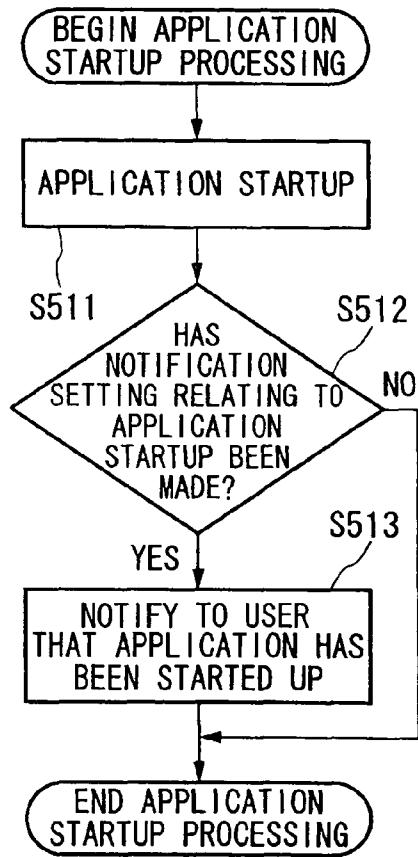 BEGIN APPLICATION
STARTUP PROCESSING
APPLICATION STARTUP
S511
S512
HAS
NOTIFICATION
SETTING RELATING TO
APPLICATION
STARTUP BEEN
MADE?
NO
YES
S513
NOTIFY TO USER
THAT APPLICATION HAS
BEEN STARTED UP
END APPLICATION
STARTUP PROCESSING